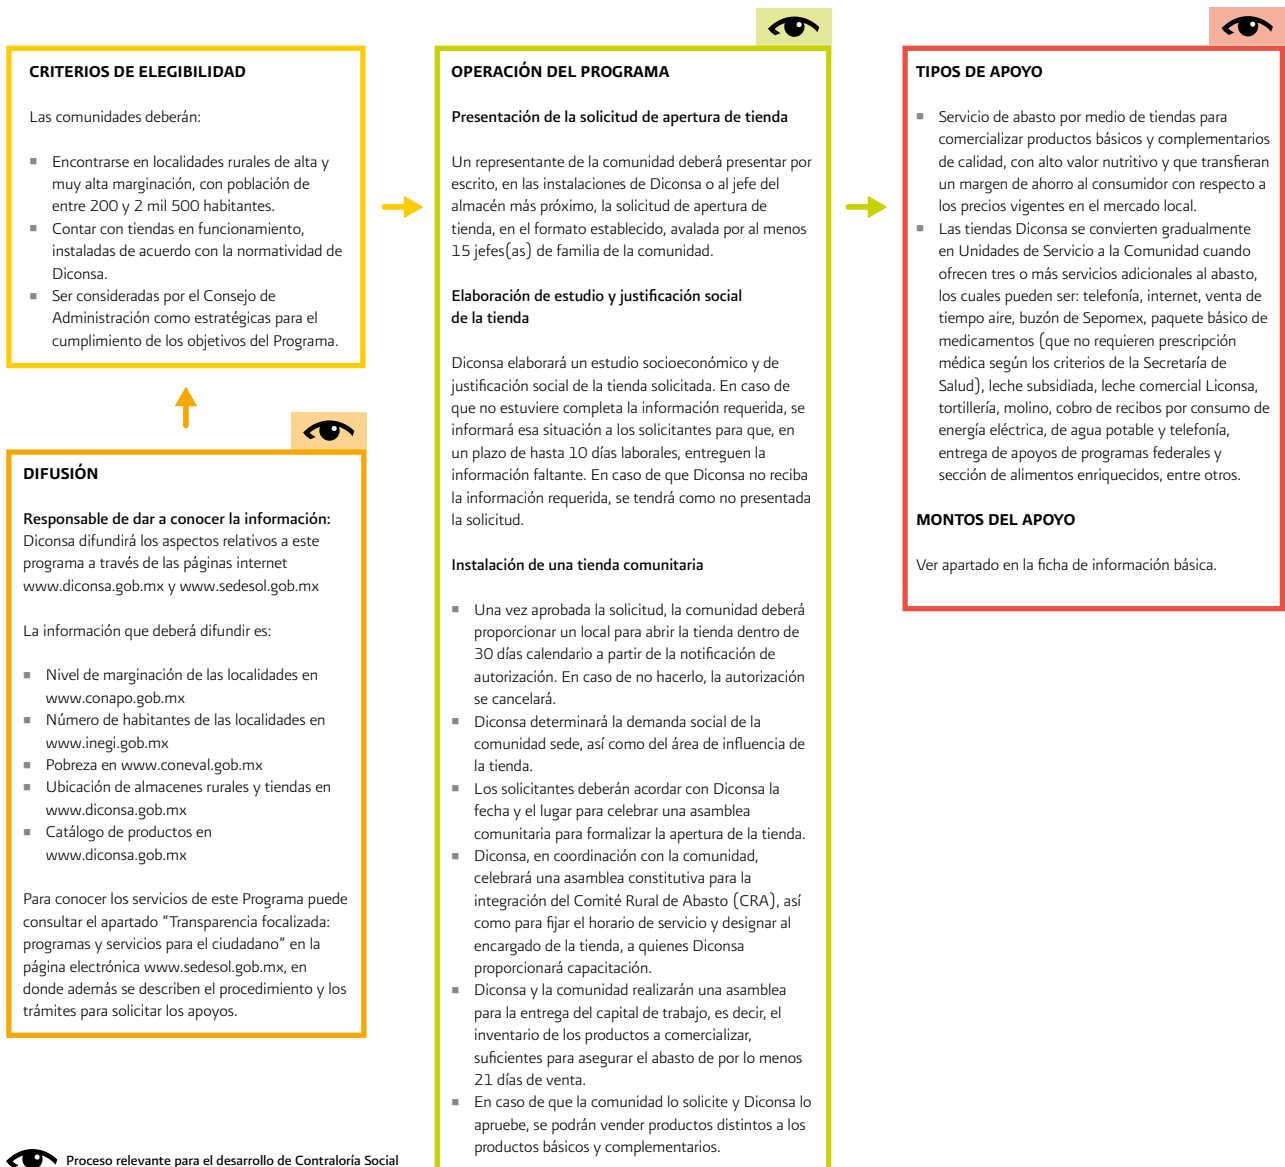 CRITERIOS DE ELEGIBILIDAD
Las comunidades deberán:
■ Encontrarse en localidades rurales de alta y
muy alta marginación, con población de
entre 200 y 2 mil 500 habitantes.
■ Contar con tiendas en funcionamiento,
instaladas de acuerdo con la normatividad de
Diconsa.
■ Ser consideradas por el Consejo de
Administración como estratégicas para el
cumplimiento de los objetivos del Programa.
DIFUSIÓN
Responsable de dar a conocer la información:
Diconsa difundirá los aspectos relativos a este
programa a través de las páginas internet
www.diconsa.gob.mx y www.sedesol.gob.mx
La información que deberá difundir es:
■ Nivel de marginación de las localidades en
www.conapo.gob.mx
■ Número de habitantes de las localidades en
www.inegi.gob.mx
■ Pobreza en www.coneval.gob.mx
■ Ubicación de almacenes rurales y tiendas en
www.diconsa.gob.mx
■ Catálogo de productos en
www.diconsa.gob.mx
Para conocer los servicios de este Programa puede
consultar el apartado “Transparencia focalizada:
programas y servicios para el ciudadano” en la
página electrónica www.sedesol.gob.mx, en
donde además se describen el procedimiento y los
trámites para solicitar los apoyos.
OPERACIÓN DEL PROGRAMA
Presentación de la solicitud de apertura de tienda
Un representante de la comunidad deberá presentar por
escrito, en las instalaciones de Diconsa o al jefe del
almacén más próximo, la solicitud de apertura de
tienda, en el formato establecido, avalada por al menos
15 jefes(as) de familia de la comunidad.
Elaboración de estudio y justificación social
de la tienda
Diconsa elaborará un estudio socioeconómico y de
justificación social de la tienda solicitada. En caso de
que no estuviere completa la información requerida, se
informará esa situación a los solicitantes para que, en
un plazo de hasta 10 días laborales, entreguen la
información faltante. En caso de que Diconsa no reciba
la información requerida, se tendrá como no presentada
la solicitud.
Instalación de una tienda comunitaria
■ Una vez aprobada la solicitud, la comunidad deberá
proporcionar un local para abrir la tienda dentro de
30 días calendario a partir de la notificación de
autorización. En caso de no hacerlo, la autorización
se cancelará.
■ Diconsa determinará la demanda social de la
comunidad sede, así como del área de influencia de
la tienda.
■ Los solicitantes deberán acordar con Diconsa la
fecha y el lugar para celebrar una asamblea
comunitaria para formalizar la apertura de la tienda.
■ Diconsa, en coordinación con la comunidad,
celebrará una asamblea constitutiva para la
integración del Comité Rural de Abasto (CRA), así
como para fijar el horario de servicio y designar al
encargado de la tienda, a quienes Diconsa
proporcionará capacitación.
■ Diconsa y la comunidad realizarán una asamblea
para la entrega del capital de trabajo, es decir, el
inventario de los productos a comercializar,
suficientes para asegurar el abasto de por lo menos
21 días de venta.
■ En caso de que la comunidad lo solicite y Diconsa lo
apruebe, se podrán vender productos distintos a los
productos básicos y complementarios.
TIPOS DE APOYO
■ Servicio de abasto por medio de tiendas para
comercializar productos básicos y complementarios
de calidad, con alto valor nutritivo y que transfieran
un margen de ahorro al consumidor con respecto a
los precios vigentes en el mercado local.
■ Las tiendas Diconsa se convierten gradualmente
en Unidades de Servicio a la Comunidad cuando
ofrecen tres o más servicios adicionales al abasto,
los cuales pueden ser: telefonía, internet, venta de
tiempo aire, buzón de Sepomex, paquete básico de
medicamentos (que no requieren prescripción
médica según los criterios de la Secretaría de
Salud), leche subsidiada, leche comercial Liconsa,
tortillería, molino, cobro de recibos por consumo de
energía eléctrica, de agua potable y telefonía,
entrega de apoyos de programas federales y
sección de alimentos enriquecidos, entre otros.
MONTOS DEL APOYO
Ver apartado en la ficha de información básica.
Proceso relevante para el desarrollo de Contraloría Social